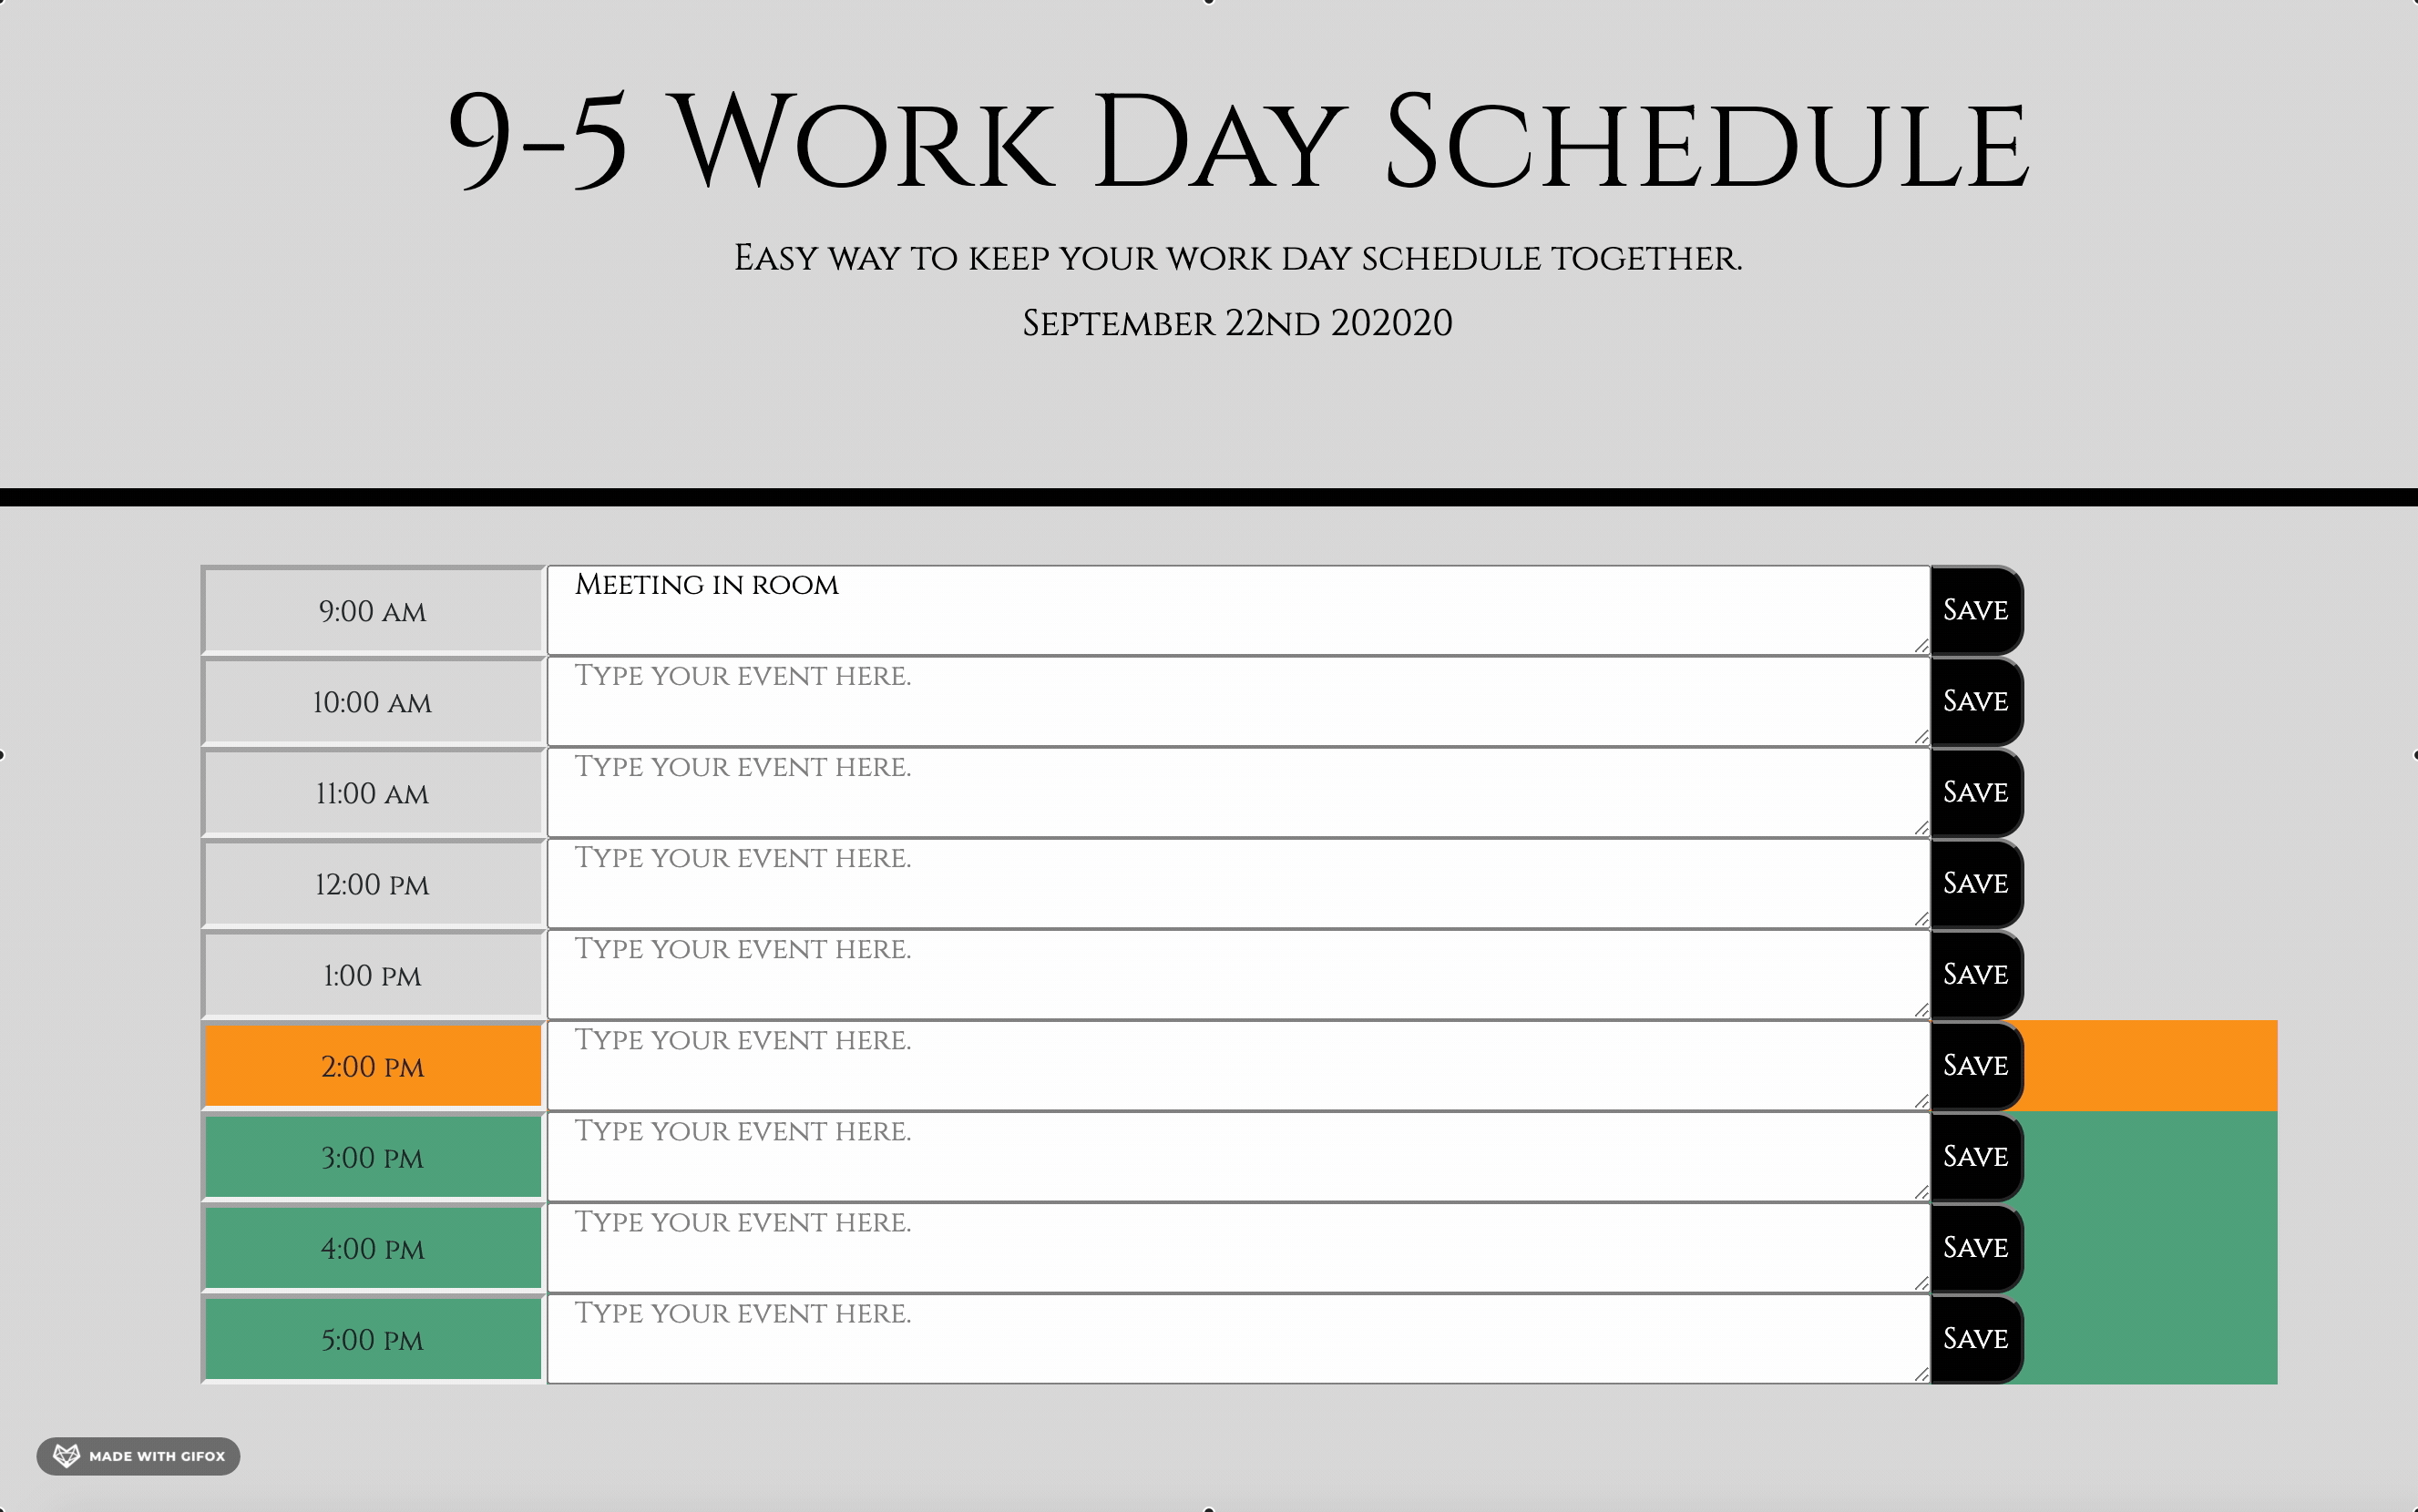 9-5 Work Day Schedule
Easy way to keep your work day schedule together.
September 22nd 202020
9:00 AM Meeting in room Save
10:00 AM Type your event here. Save
11:00 AM Type your event here. Save
12:00 PM Type your event here. Save
1:00 PM Type your event here. Save
2:00 PM Type your event here. Save
3:00 PM Type your event here. Save
4:00 PM Type your event here. Save
5:00 PM Type your event here. Save
MADE WITH GIFOX